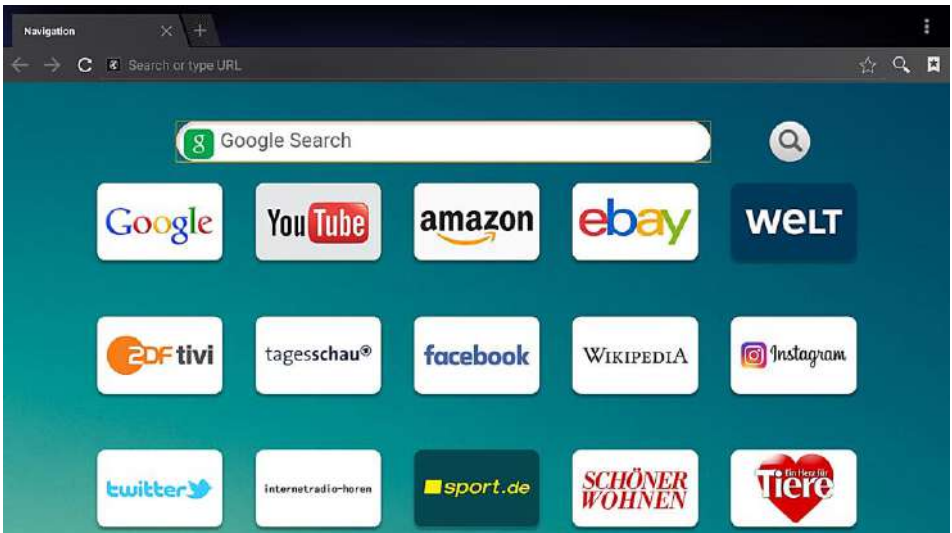 Navigation
Search or type URL
g Google Search
Google
YouTube
amazon
ebay
WELT
ZDFtivi
tagesschau
facebook
WIKIPEDIA
Instagram
twitter
internetradio-horen
sport.de
SCHÖNER
WOHNEN
Ein Herz für
Tiere